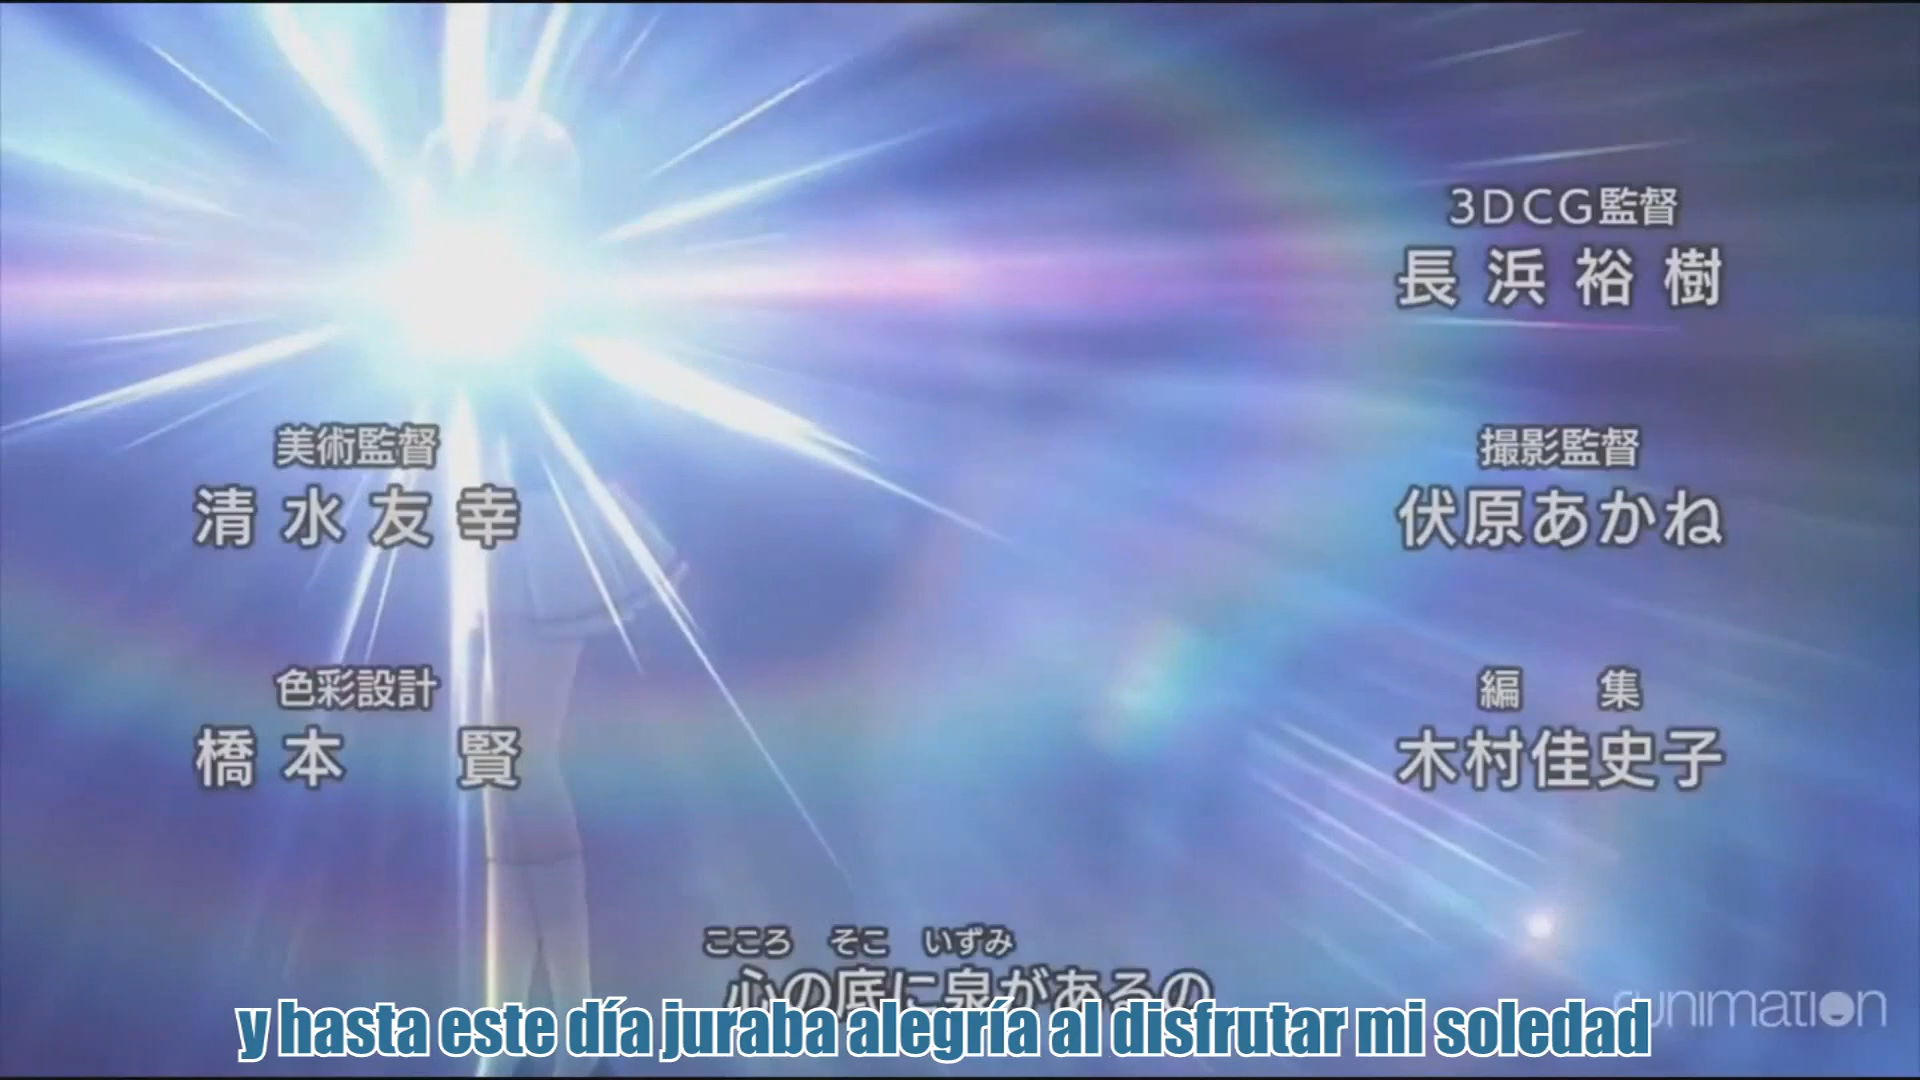 3DCG監督
長浜裕樹
美術監督
清水友幸
撮影監督
伏原あかね
色彩設計
橋本 賢
編 集
木村佳史子
こころ そこ いずみ
心の底に泉があるの
funimation
y hasta este día juraba alegría al disfrutar mi soledad